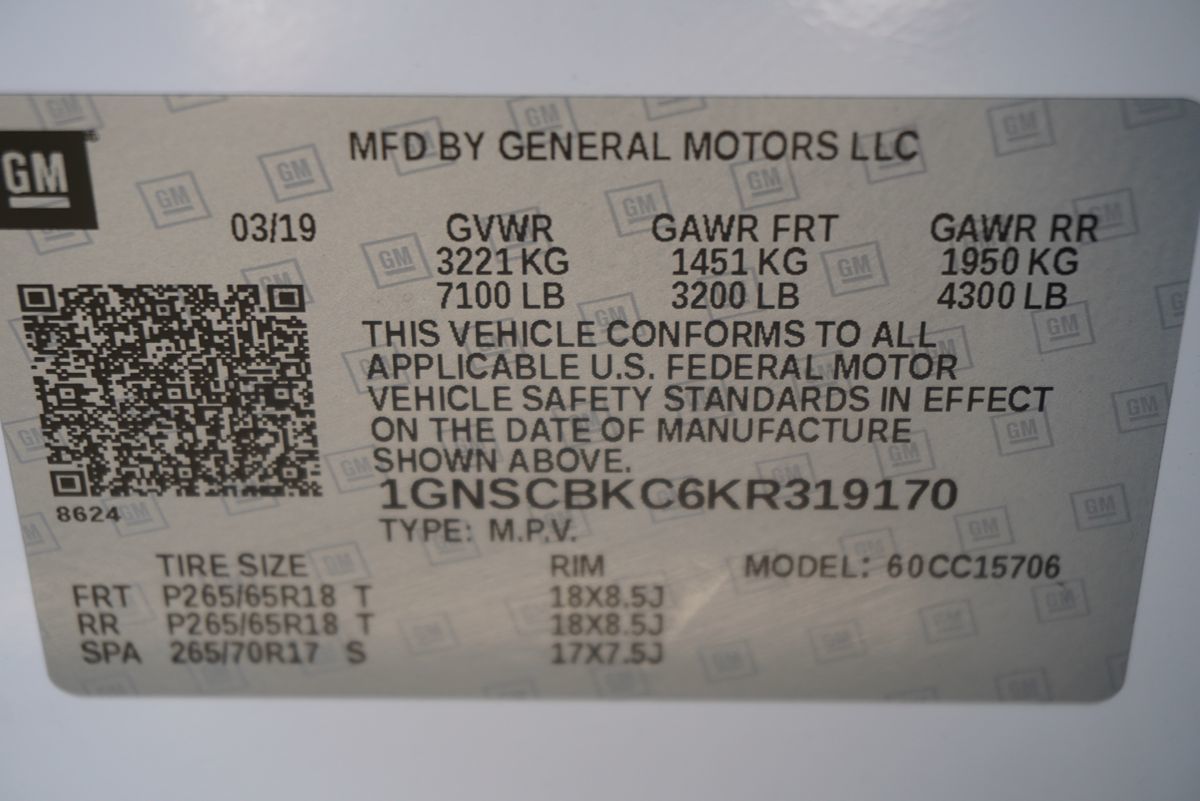 GM
MFD BY GENERAL MOTORS LLC
03/19 GVWR GAWR FRT GAWR RR
3221 KG 1451 KG 1950 KG
7100 LB 3200 LB 4300 LB
THIS VEHICLE CONFORMS TO ALL
APPLICABLE U.S. FEDERAL MOTOR
VEHICLE SAFETY STANDARDS IN EFFECT
ON THE DATE OF MANUFACTURE
SHOWN ABOVE.
1GNSCBKC6KR319170
8624
TYPE: M.P.V.
TIRE SIZE RIM MODEL: 60CC15706
FRT P265/65R18 T 18X8.5J
RR P265/65R18 T 18X8.5J
SPA 265/70R17 S 17X7.5J